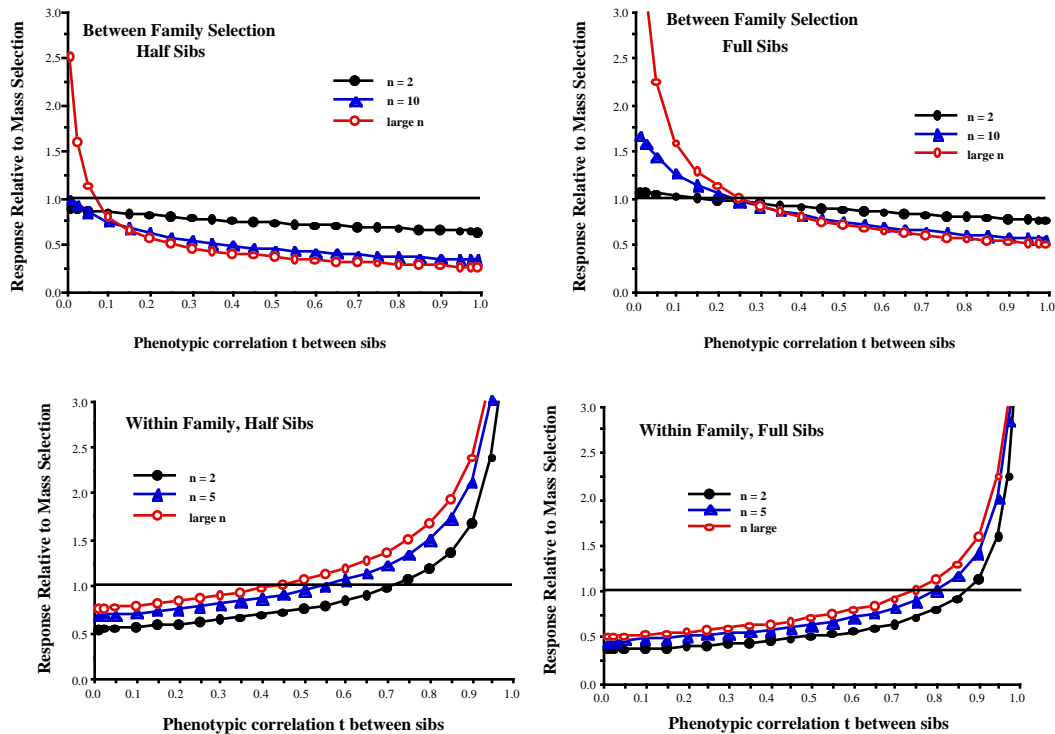 Between Family Selection
Half Sibs
n = 2
n = 10
large n
Response Relative to Mass Selection
3.0
2.5
2.0
1.5
1.0
0.5
0.0
0.0 0.1 0.2 0.3 0.4 0.5 0.6 0.7 0.8 0.9 1.0
Phenotypic correlation t between sibs
Between Family Selection
Full Sibs
n = 2
n = 10
large n
Response Relative to Mass Selection
3.0
2.5
2.0
1.5
1.0
0.5
0.0
0.0 0.1 0.2 0.3 0.4 0.5 0.6 0.7 0.8 0.9 1.0
Phenotypic correlation t between sibs
Within Family, Half Sibs
n = 2
n = 5
large n
Response Relative to Mass Selection
3.0
2.5
2.0
1.5
1.0
0.5
0.0
0.0 0.1 0.2 0.3 0.4 0.5 0.6 0.7 0.8 0.9 1.0
Phenotypic correlation t between sibs
Within Family, Full Sibs
n = 2
n = 5
n large
Response Relative to Mass Selection
3.0
2.5
2.0
1.5
1.0
0.5
0.0
0.0 0.1 0.2 0.3 0.4 0.5 0.6 0.7 0.8 0.9 1.0
Phenotypic correlation t between sibs